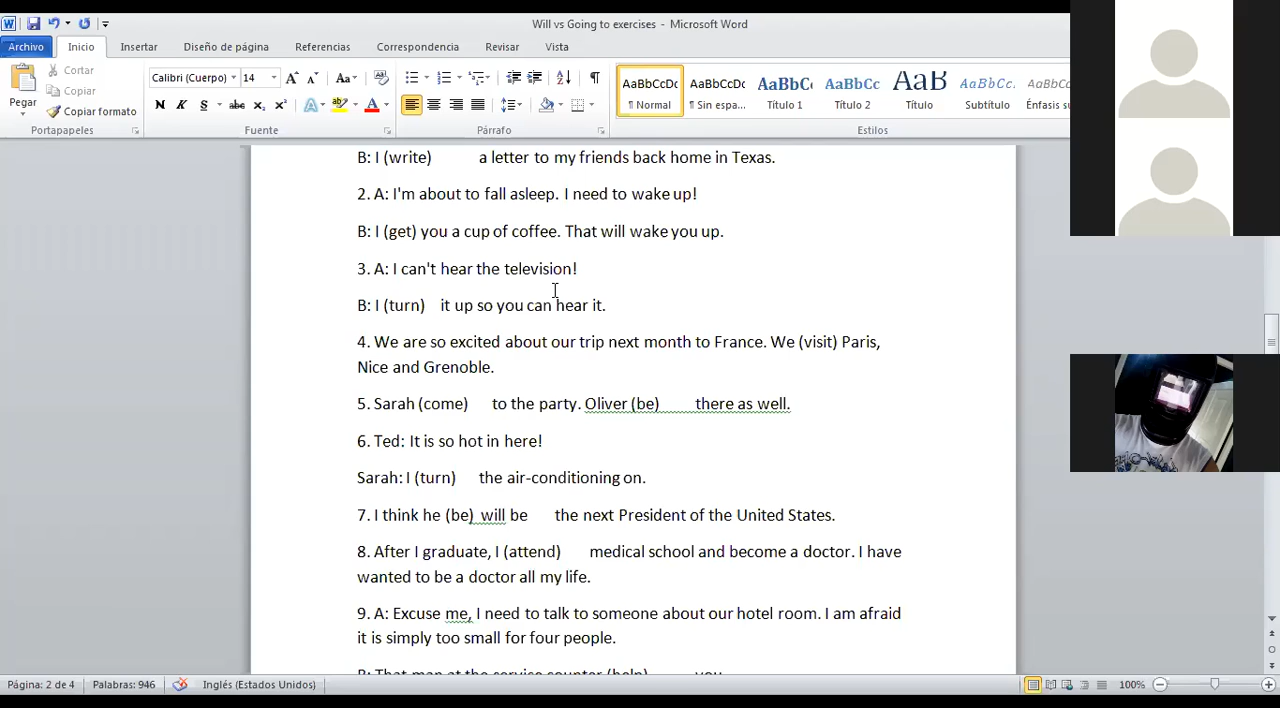 Will vs Going to exercises - Microsoft Word
Archivo Inicio Insertar Diseño de página Referencias Correspondencia Revisar Vista
Pegar
Cortar
Copiar
Copiar formato
Portapapeles
Calibri (Cuerpo) 14
Fuente
Párrafo
AaBbCcDc AaBbCcDc AaBbC AaBbCc AaB AaBbCc. AaBbCcD
¶ Normal ¶ Sin espa... Título 1 Título 2 Título Subtítulo Énfasis su
Estilos
B: I (write) a letter to my friends back home in Texas.
2. A: I'm about to fall asleep. I need to wake up!
B: I (get) you a cup of coffee. That will wake you up.
3. A: I can't hear the television!
B: I (turn) it up so you can hear it.
4. We are so excited about our trip next month to France. We (visit) Paris,
Nice and Grenoble.
5. Sarah (come) to the party. Oliver (be) there as well.
6. Ted: It is so hot in here!
Sarah: I (turn) the air-conditioning on.
7. I think he (be) will be the next President of the United States.
8. After I graduate, I (attend) medical school and become a doctor. I have
wanted to be a doctor all my life.
9. A: Excuse me, I need to talk to someone about our hotel room. I am afraid
it is simply too small for four people.
B: That man at the service counter (help) you.
Página: 2 de 4 Palabras: 946 Inglés (Estados Unidos) 100%